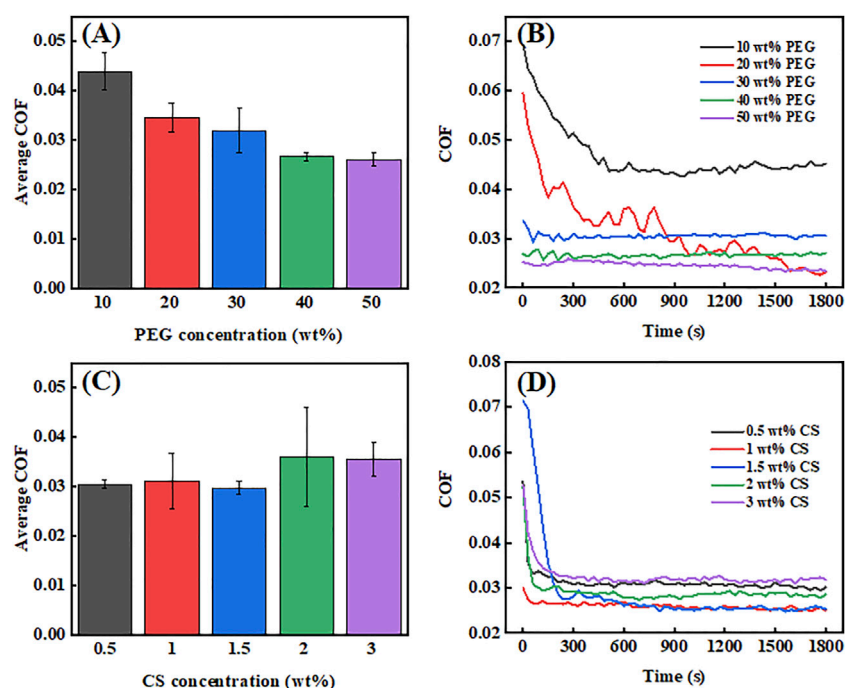 (A)
0.05
0.04
0.03
0.02
0.01
0.00
Average COF
10 20 30 40 50
PEG concentration (wt%)
(B)
0.07
0.06
0.05
0.04
0.03
0.02
COF
10 wt% PEG
20 wt% PEG
30 wt% PEG
40 wt% PEG
50 wt% PEG
0 300 600 900 1200 1500 1800
Time (s)
(C)
0.05
0.04
0.03
0.02
0.01
0.00
Average COF
0.5 1 1.5 2 3
CS concentration (wt%)
(D)
0.08
0.07
0.06
0.05
0.04
0.03
0.02
COF
0.5 wt% CS
1 wt% CS
1.5 wt% CS
2 wt% CS
3 wt% CS
0 300 600 900 1200 1500 1800
Time (s)